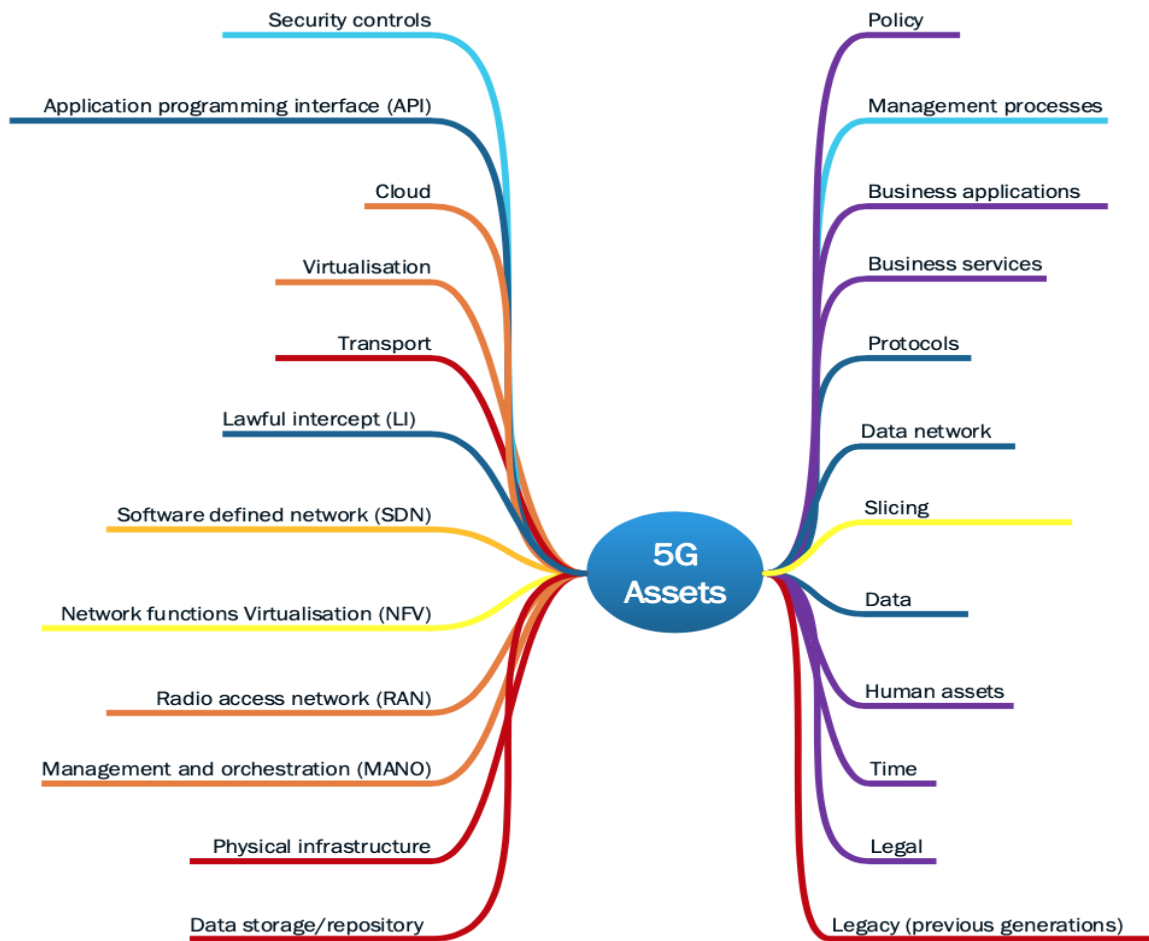 Security controls
Application programming interface (API)
Cloud
Virtualisation
Transport
Lawful intercept (LI)
Software defined network (SDN)
Network functions Virtualisation (NFV)
Radio access network (RAN)
Management and orchestration (MANO)
Physical infrastructure
Data storage/repository
5G
Assets
Policy
Management processes
Business applications
Business services
Protocols
Data network
Slicing
Data
Human assets
Time
Legal
Legacy (previous generations)